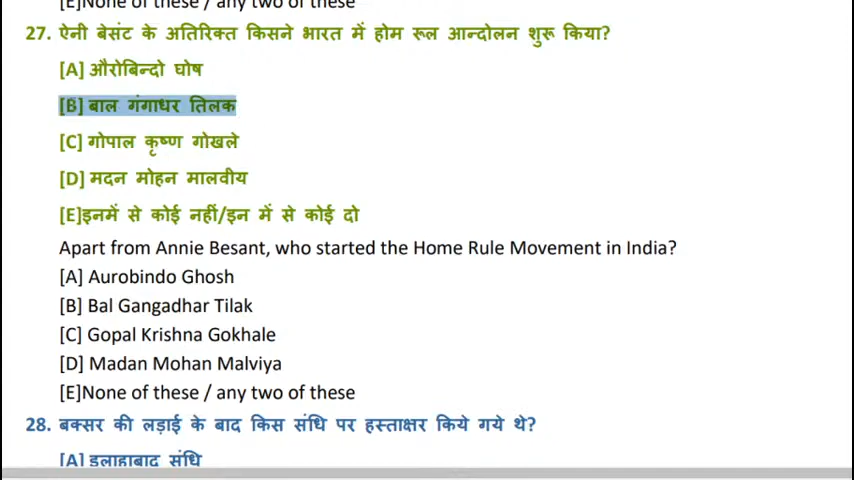 [E]None of these / any two of these
27. ऐनी बेसंट के अतिरिक्त किसने भारत में होम रूल आन्दोलन शुरू किया?
[A] औरोबिन्दो घोष
[B] बाल गंगाधर तिलक
[C] गोपाल कृष्ण गोखले
[D] मदन मोहन मालवीय
[E]इनमें से कोई नहीं/इन में से कोई दो
Apart from Annie Besant, who started the Home Rule Movement in India?
[A] Aurobindo Ghosh
[B] Bal Gangadhar Tilak
[C] Gopal Krishna Gokhale
[D] Madan Mohan Malviya
[E]None of these / any two of these
28. बक्सर की लड़ाई के बाद किस संधि पर हस्ताक्षर किये गये थे?
[A] इलाहाबाद संधि